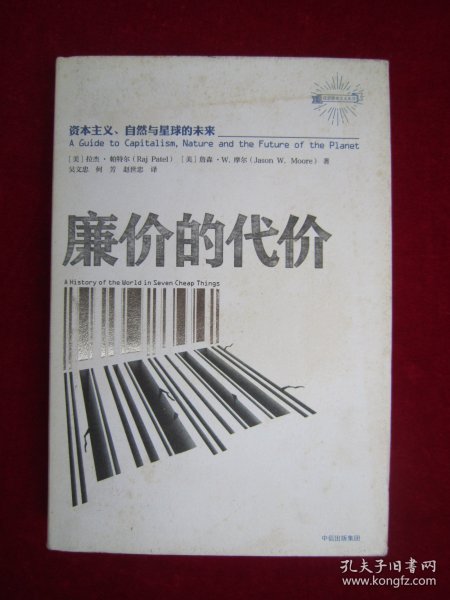 资本主义、自然与星球的未来
A Guide to Capitalism, Nature and the Future of the Planet
[美] 拉杰·帕特尔(Raj Patel) [美] 詹森·W. 摩尔(Jason W. Moore) 著
吴文忠 何芳 赵世忠 译
廉价的代价
A History of the World in Seven Cheap Things
中信出版集团
孔夫子旧书网
www.kongfz.com